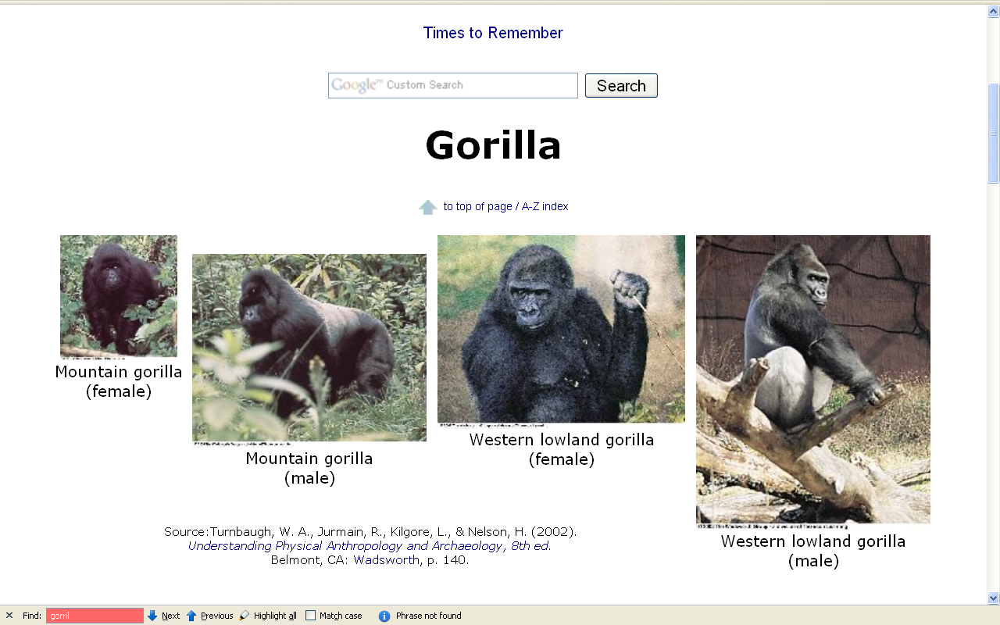 Times to Remember
Google™ Custom Search
Search
Gorilla
to top of page / A-Z index
Mountain gorilla
(female)
Mountain gorilla
(male)
Western lowland gorilla
(female)
Western lowland gorilla
(male)
Source:Turnbaugh, W. A., Jurmain, R., Kilgore, L., & Nelson, H. (2002).
Understanding Physical Anthropology and Archaeology, 8th ed.
Belmont, CA: Wadsworth, p. 140.
Find: gorril Next Previous Highlight all Match case Phrase not found